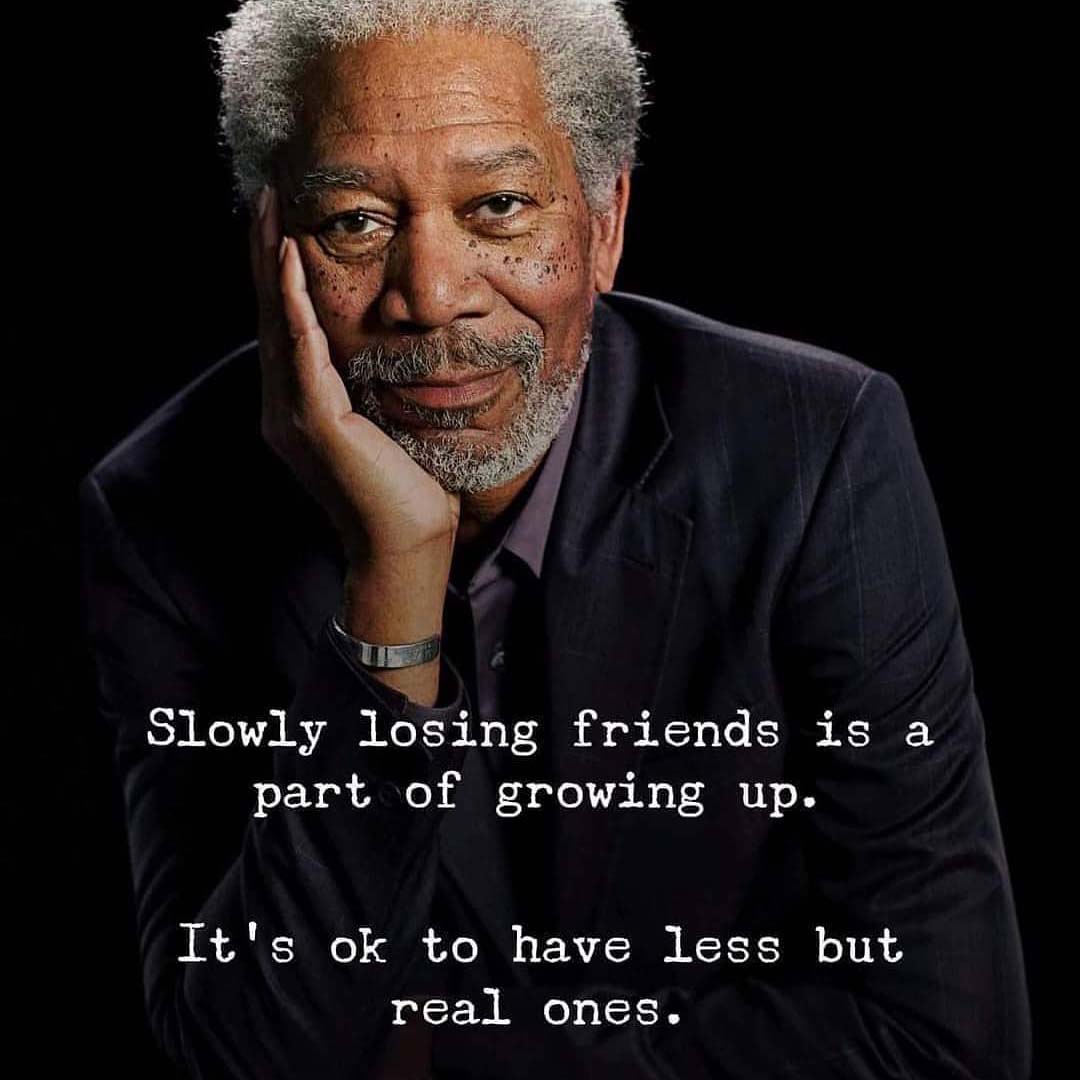 Slowly losing friends is a
part of growing up.
It's ok to have less but
real ones.